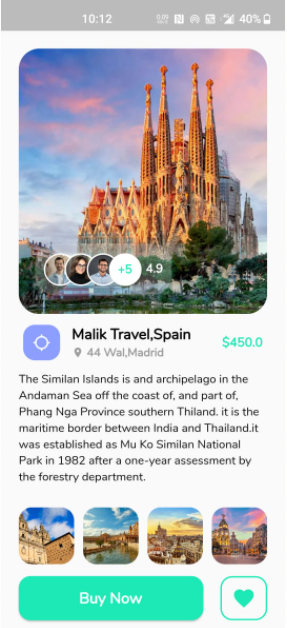 10:12
40%
+5 4.9
Malik Travel,Spain
44 Wal,Madrid
$450.0
The Similan Islands is and archipelago in the
Andaman Sea off the coast of, and part of,
Phang Nga Province southern Thiland. it is the
maritime border between India and Thailand.it
was established as Mu Ko Similan National
Park in 1982 after a one-year assessment by
the forestry department.
Buy Now